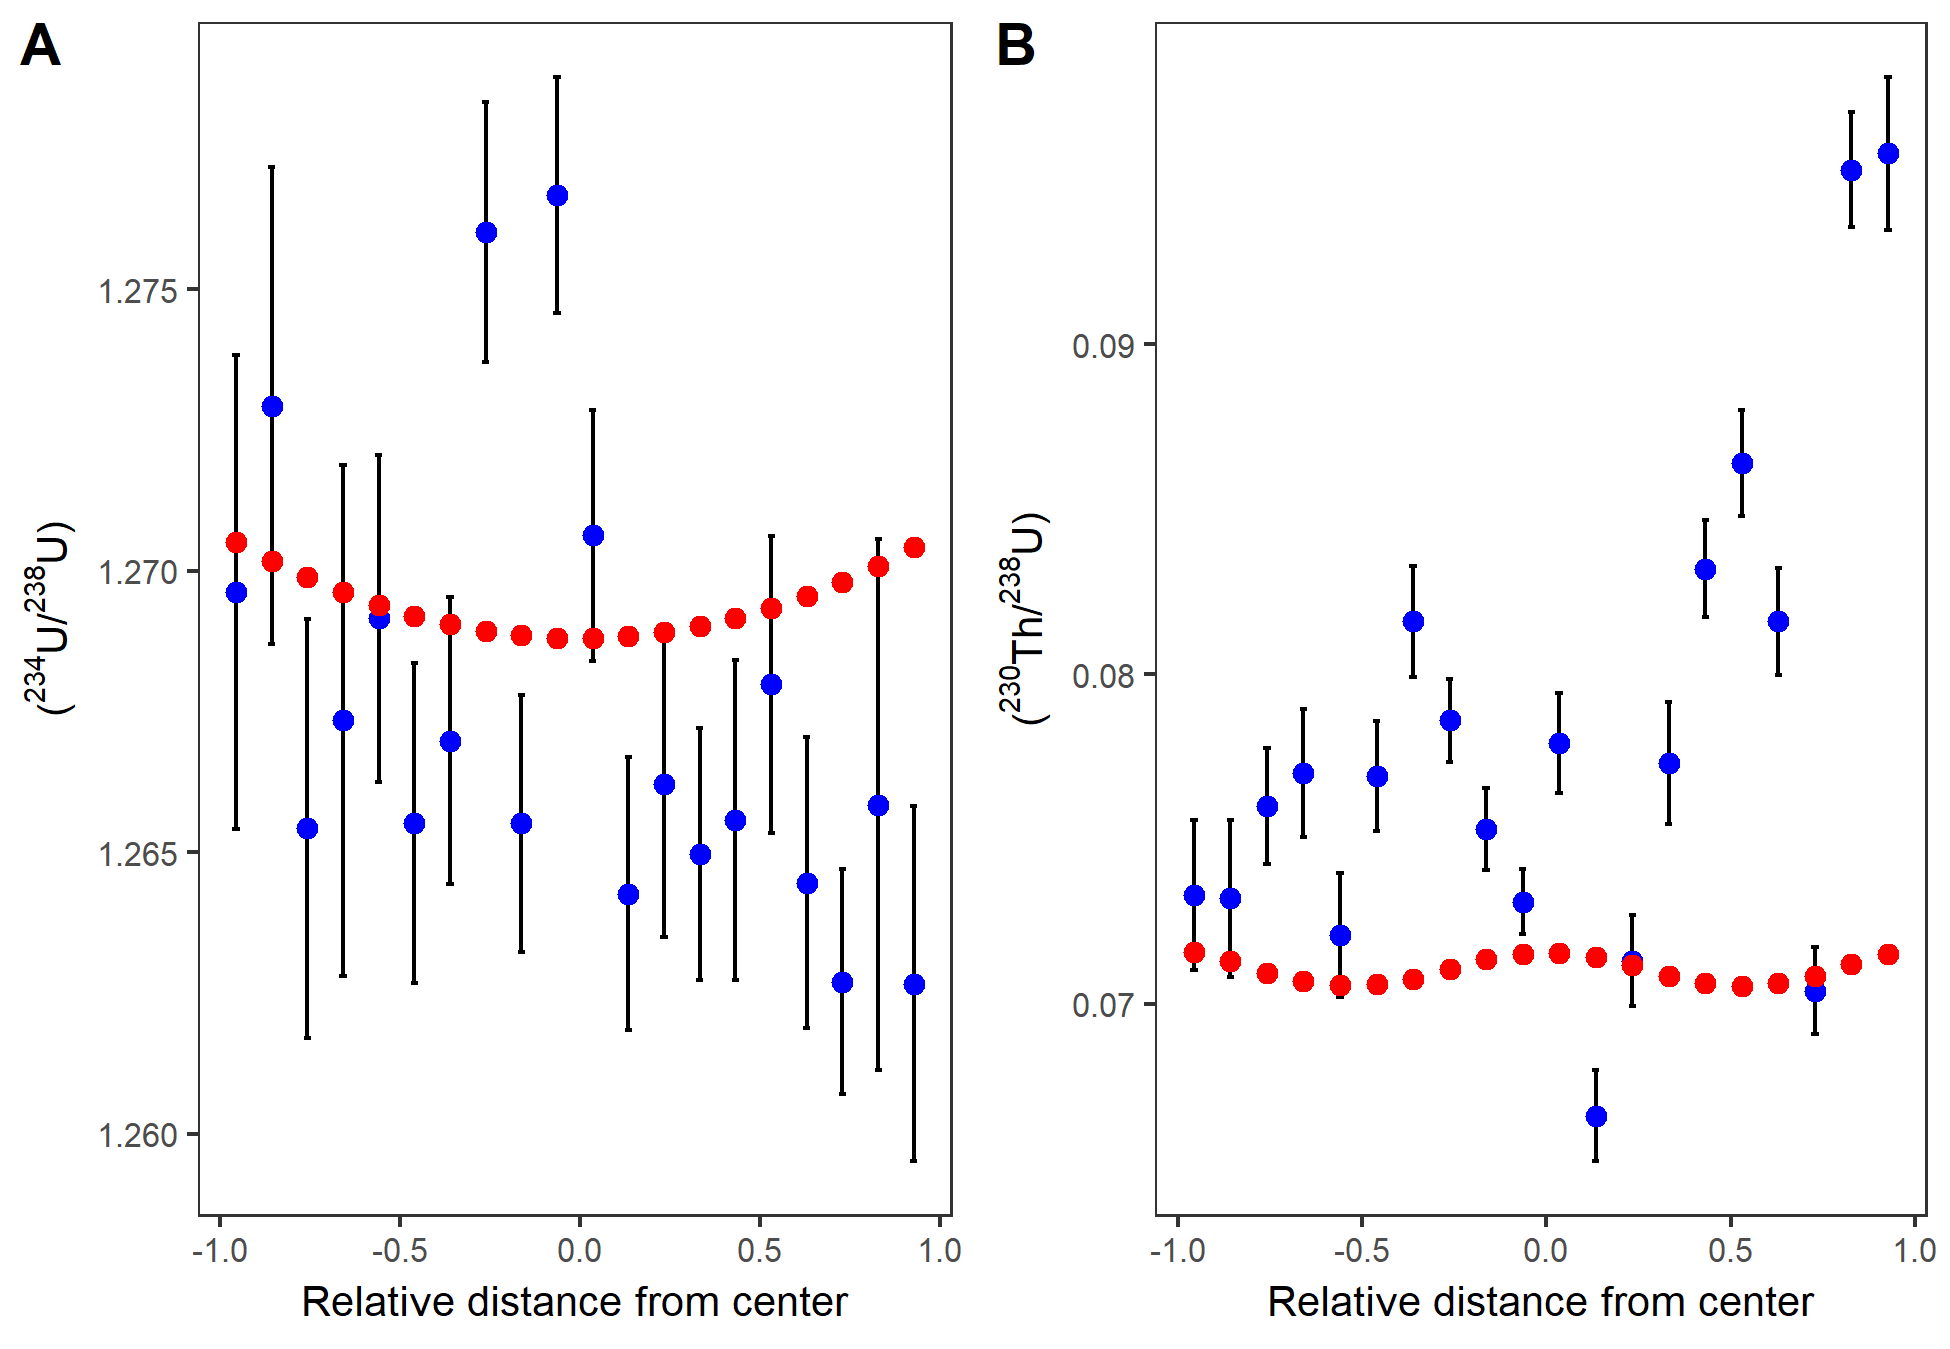 A
B
1.275
1.270
1.265
1.260
(²³⁴U/²³⁸U)
-1.0 -0.5 0.0 0.5 1.0
Relative distance from center
0.09
0.08
0.07
(²³⁰Th/²³⁸U)
-1.0 -0.5 0.0 0.5 1.0
Relative distance from center